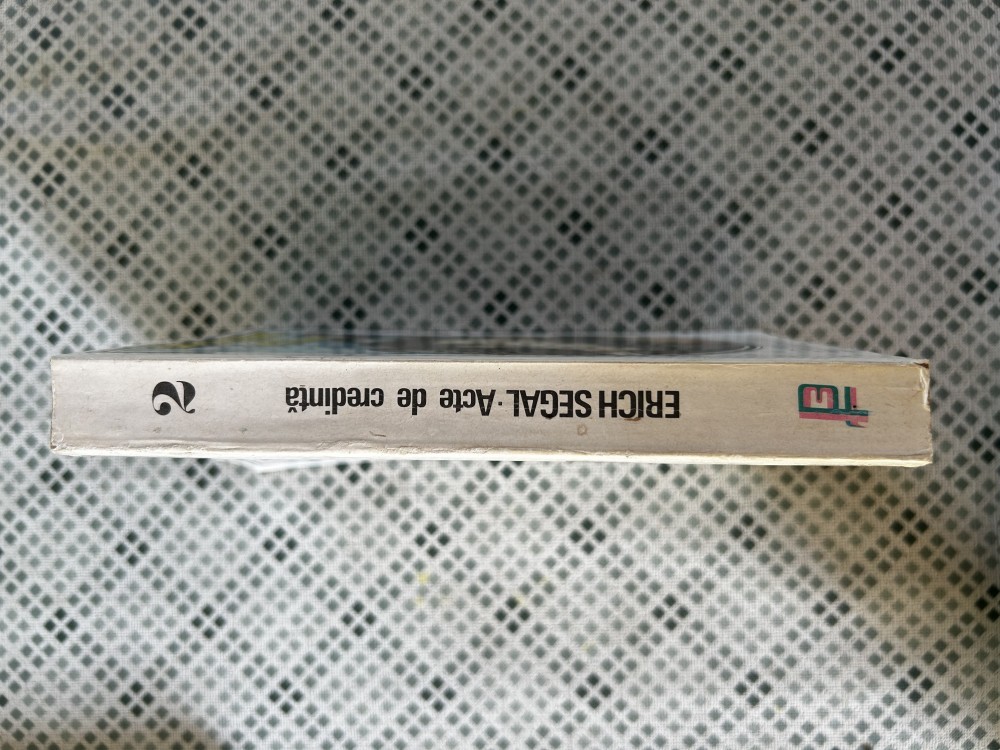 ERICH SEGAL · Acte de credință
2